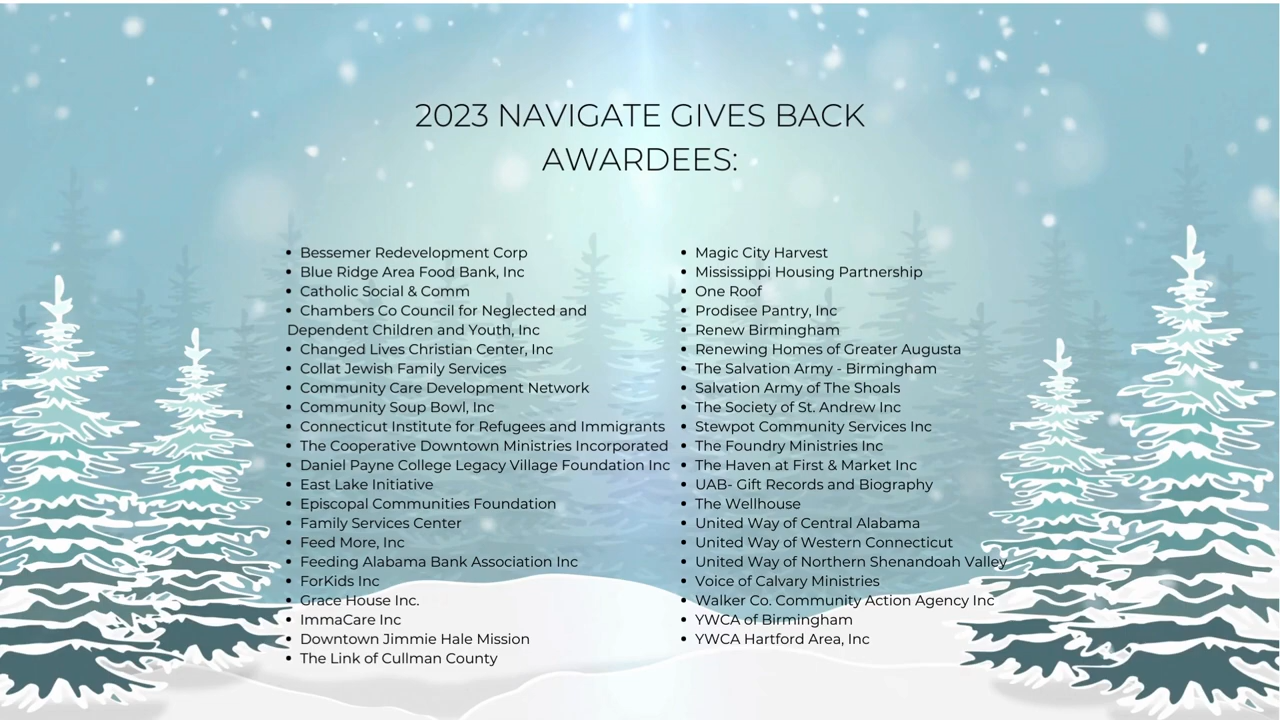 2023 NAVIGATE GIVES BACK
AWARDEES:
• Bessemer Redevelopment Corp
• Blue Ridge Area Food Bank, Inc
• Catholic Social & Comm
• Chambers Co Council for Neglected and
Dependent Children and Youth, Inc
• Changed Lives Christian Center, Inc
• Collat Jewish Family Services
• Community Care Development Network
• Community Soup Bowl, Inc
• Connecticut Institute for Refugees and Immigrants
• The Cooperative Downtown Ministries Incorporated
• Daniel Payne College Legacy Village Foundation Inc
• East Lake Initiative
• Episcopal Communities Foundation
• Family Services Center
• Feed More, Inc
• Feeding Alabama Bank Association Inc
• ForKids Inc
• Grace House Inc.
• ImmaCare Inc
• Downtown Jimmie Hale Mission
• The Link of Cullman County
• Magic City Harvest
• Mississippi Housing Partnership
• One Roof
• Prodisee Pantry, Inc
• Renew Birmingham
• Renewing Homes of Greater Augusta
• The Salvation Army - Birmingham
• Salvation Army of The Shoals
• The Society of St. Andrew Inc
• Stewpot Community Services Inc
• The Foundry Ministries Inc
• The Haven at First & Market Inc
• UAB- Gift Records and Biography
• The Wellhouse
• United Way of Central Alabama
• United Way of Western Connecticut
• United Way of Northern Shenandoah Valley
• Voice of Calvary Ministries
• Walker Co. Community Action Agency Inc
• YWCA of Birmingham
• YWCA Hartford Area, Inc